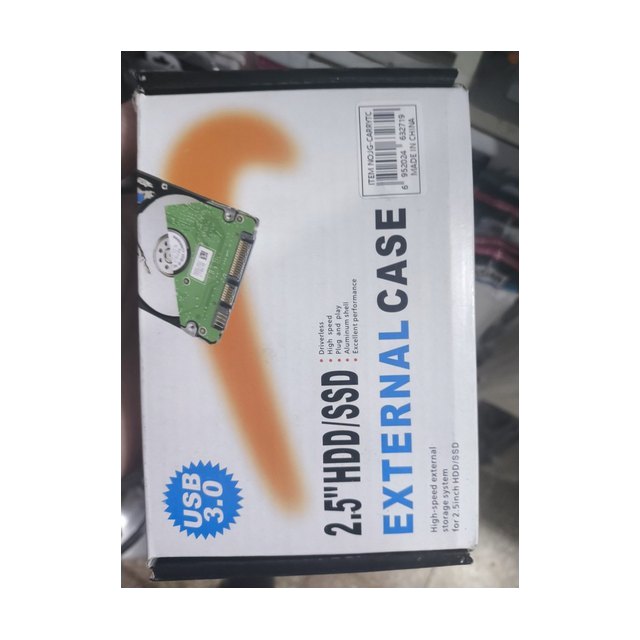 ITEM NO:JG-CARRYTC
6 952024 632719
MADE IN CHINA
USB
3.0
2.5"HDD/SSD
• Driverless
• High speed
• Plug and play
• Aluminum shell
• Excellent performance
EXTERNAL CASE
High-speed external
storage system
for 2.5inch HDD/SSD